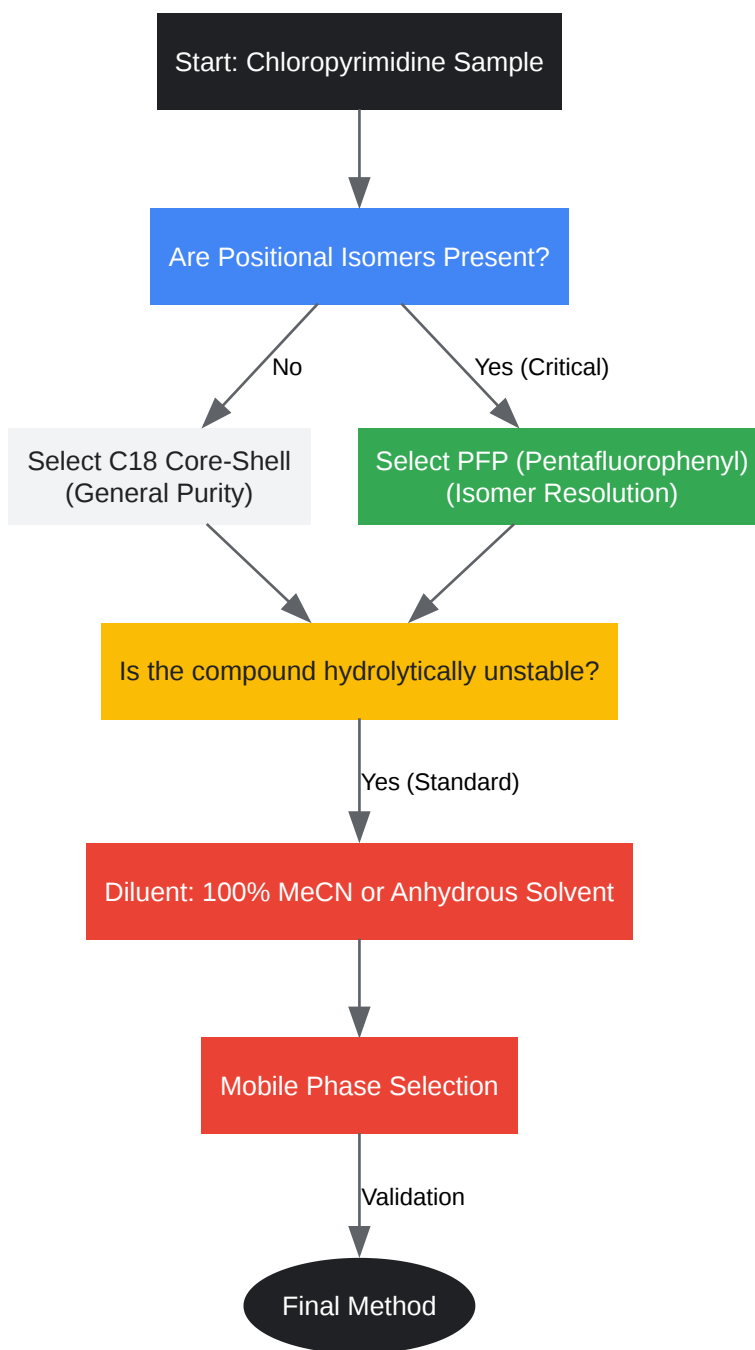 Start: Chloropyrimidine Sample
Are Positional Isomers Present?
No
Yes (Critical)
Select C18 Core-Shell
(General Purity)
Select PFP (Pentafluorophenyl)
(Isomer Resolution)
Is the compound hydrolytically unstable?
Yes (Standard)
Diluent: 100% MeCN or Anhydrous Solvent
Mobile Phase Selection
Validation
Final Method